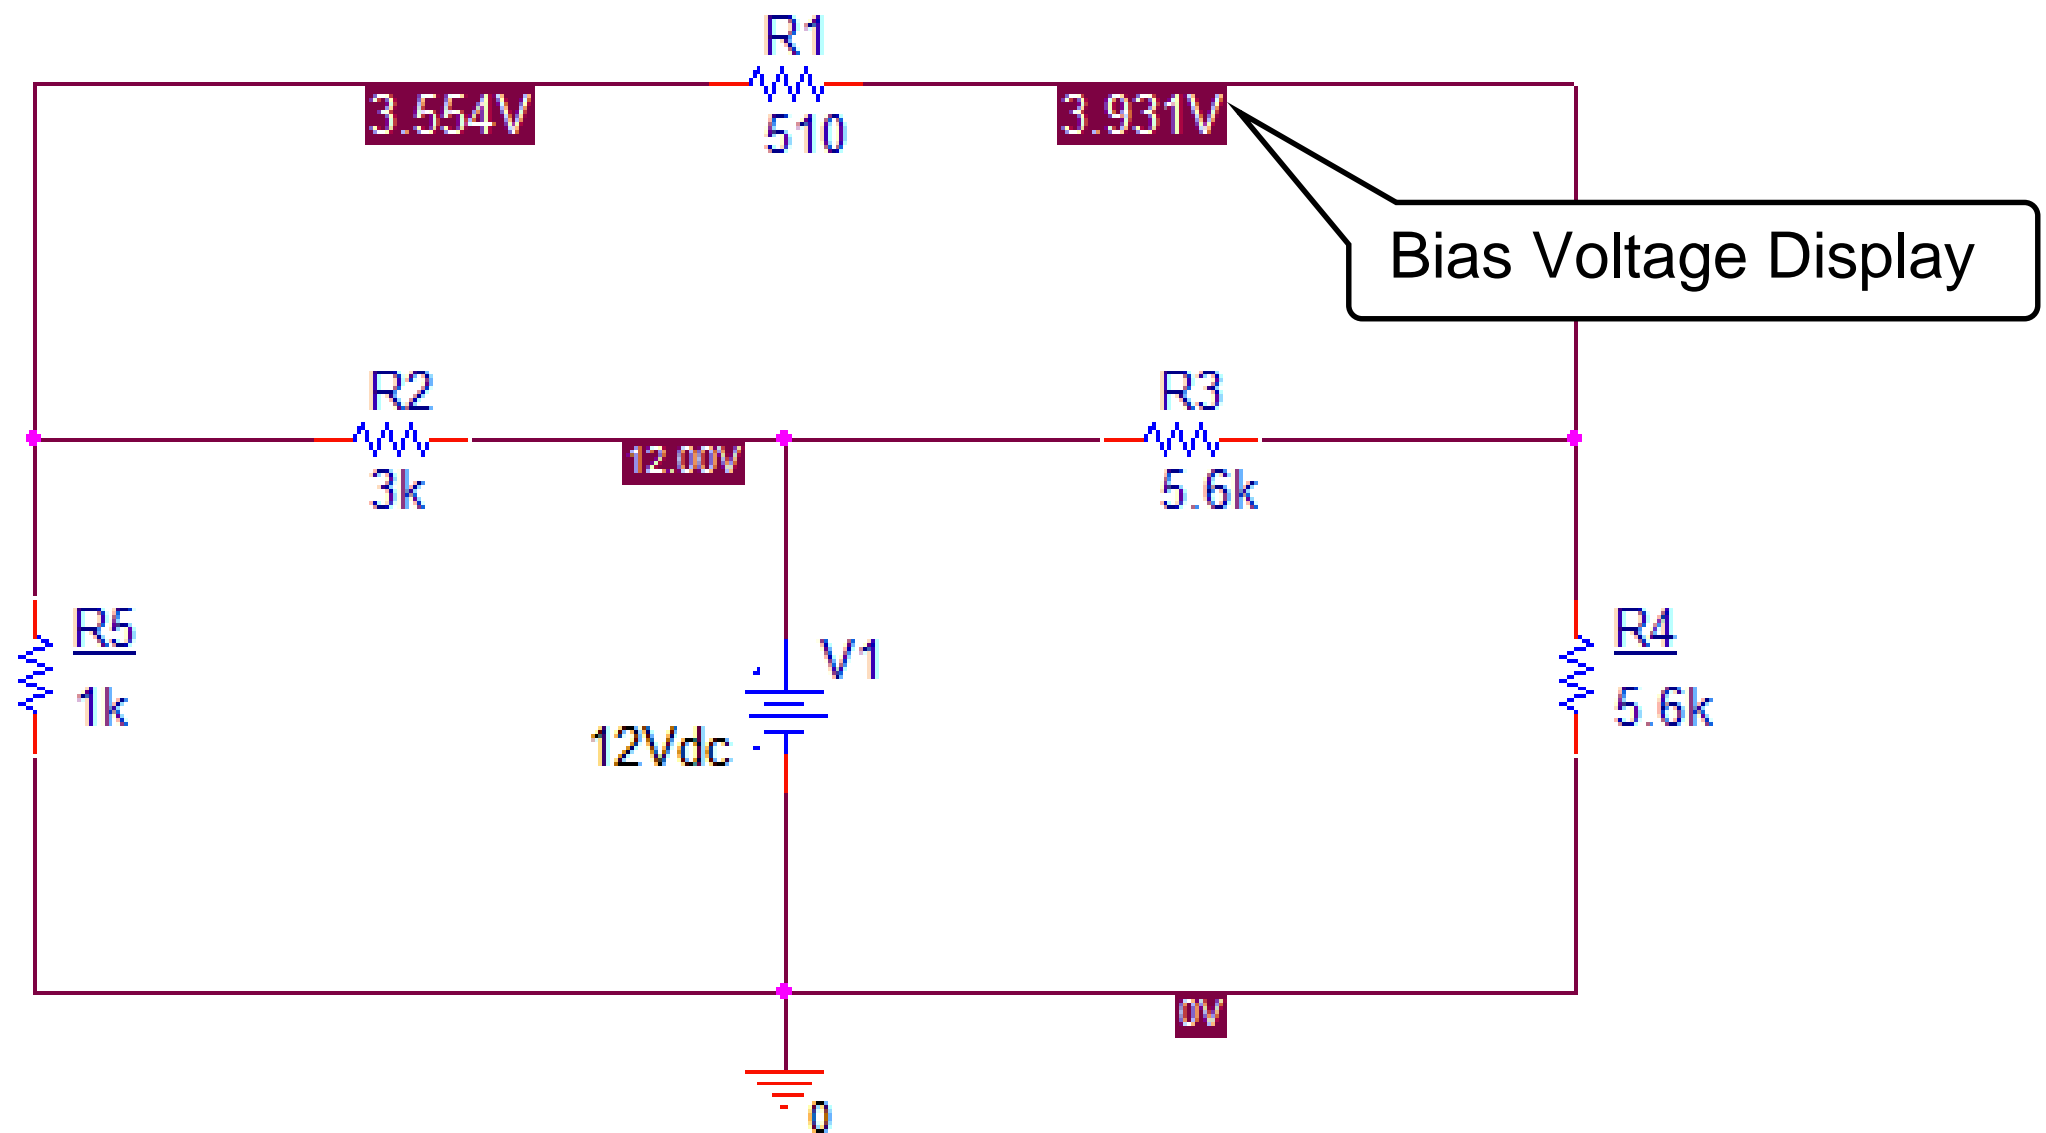 R1
3.554V
510
3.931V
Bias Voltage Display
R2
3k
12.00V
R3
5.6k
R5
1k
V1
12Vdc
R4
5.6k
0V
0